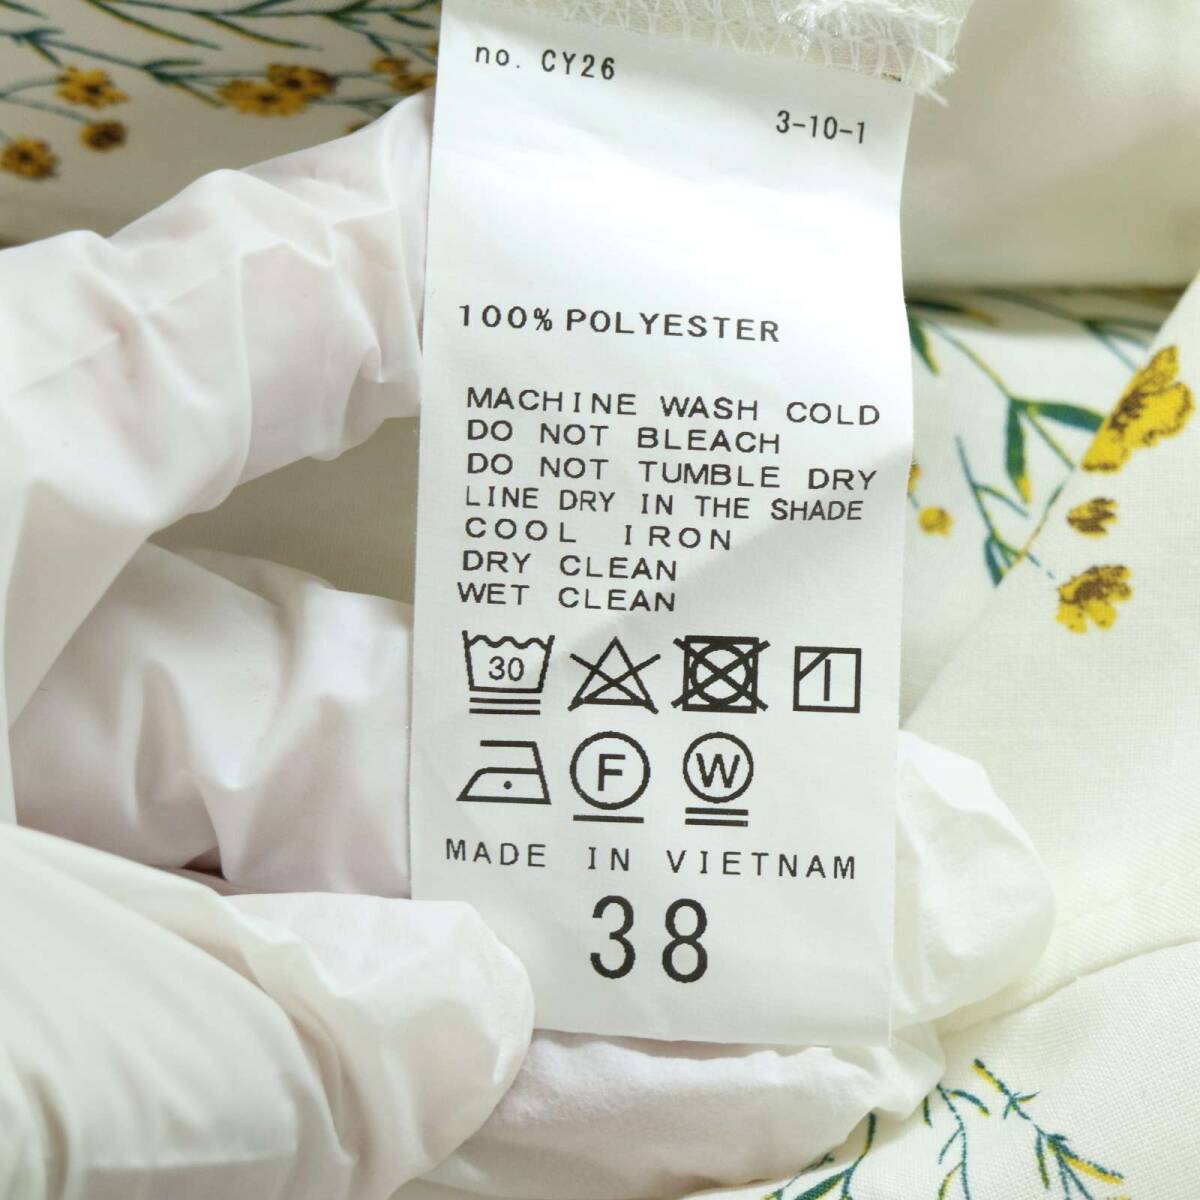 no. CY26
3-10-1
100% POLYESTER
MACHINE WASH COLD
DO NOT BLEACH
DO NOT TUMBLE DRY
LINE DRY IN THE SHADE
COOL IRON
DRY CLEAN
WET CLEAN
30
F W
MADE IN VIETNAM
38